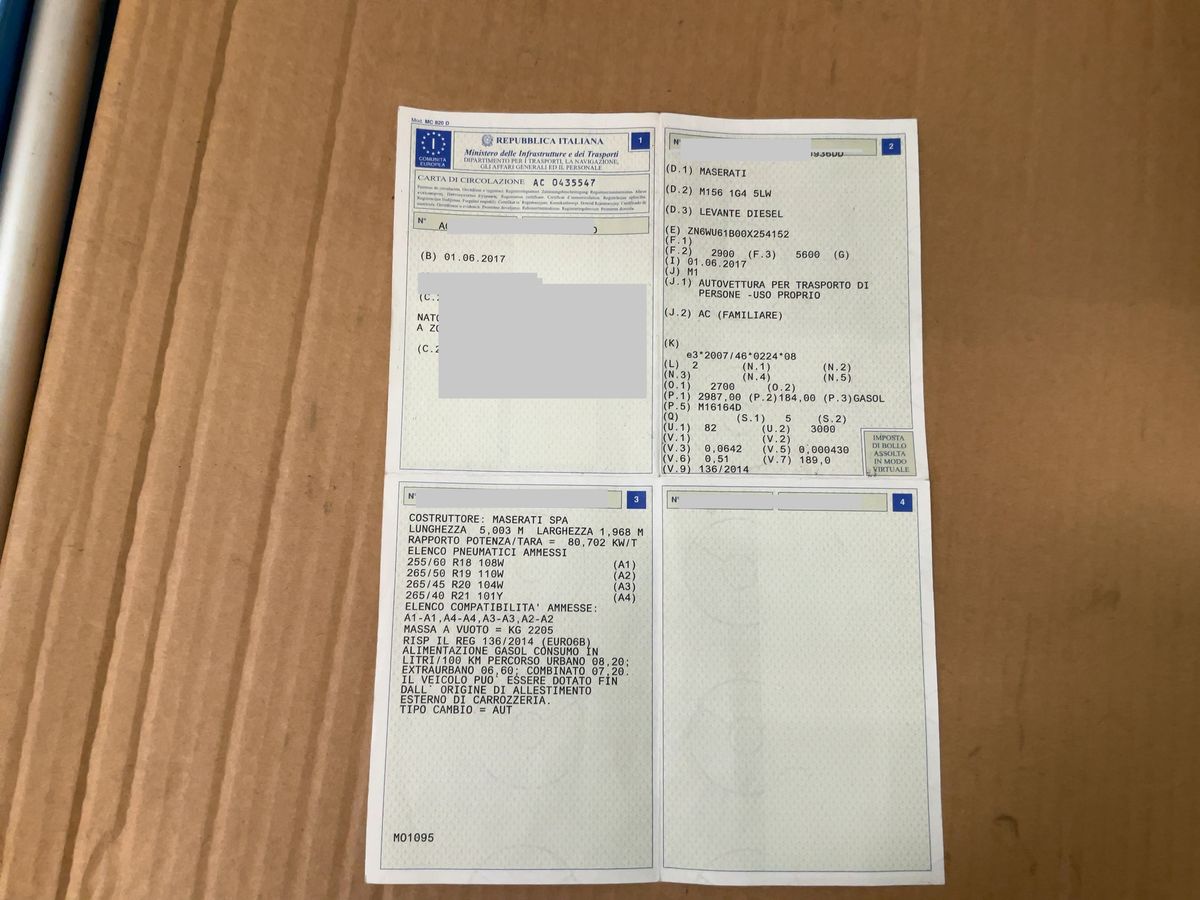 Mod. MC 820 D
COMUNITÀ
EUROPEA
I
REPUBBLICA ITALIANA
1
Ministero delle Infrastrutture e dei Trasporti
DIPARTIMENTO PER I TRASPORTI, LA NAVIGAZIONE,
GLI AFFARI GENERALI ED IL PERSONALE
CARTA DI CIRCOLAZIONE AC 0435547
N°
(B) 01.06.2017
(C.2
NATO
A ZO
(C.2
N° 936DD
2
(D.1) MASERATI
(D.2) M156 1G4 5LW
(D.3) LEVANTE DIESEL
(E) ZN6WU61B00X254152
(F.1)
(F.2) 2900 (F.3) 5600 (G)
(I) 01.06.2017
(J) M1
(J.1) AUTOVETTURA PER TRASPORTO DI
PERSONE -USO PROPRIO
(J.2) AC (FAMILIARE)
(K)
e3*2007/46*0224*08
(L) 2 (N.1) (N.2)
(N.3) (N.4) (N.5)
(O.1) 2700 (O.2)
(P.1) 2987,00 (P.2)184,00 (P.3)GASOL
(P.5) M16164D
(Q) (S.1) 5 (S.2)
(U.1) 82 (U.2) 3000
(V.1) (V.2)
(V.3) 0,0642 (V.5) 0,000430
(V.6) 0,51 (V.7) 189,0
(V.9) 136/2014
IMPOSTA
DI BOLLO
ASSOLTA
IN MODO
VIRTUALE
N°
3
COSTRUTTORE: MASERATI SPA
LUNGHEZZA 5,003 M LARGHEZZA 1,968 M
RAPPORTO POTENZA/TARA = 80,702 KW/T
ELENCO PNEUMATICI AMMESSI
255/60 R18 108W (A1)
265/50 R19 110W (A2)
265/45 R20 104W (A3)
265/40 R21 101Y (A4)
ELENCO COMPATIBILITA' AMMESSE:
A1-A1,A4-A4,A3-A3,A2-A2
MASSA A VUOTO = KG 2205
RISP IL REG 136/2014 (EURO6B)
ALIMENTAZIONE GASOL CONSUMO IN
LITRI/100 KM PERCORSO URBANO 08,20;
EXTRAURBANO 06,60; COMBINATO 07,20.
IL VEICOLO PUO` ESSERE DOTATO FIN
DALL` ORIGINE DI ALLESTIMENTO
ESTERNO DI CARROZZERIA.
TIPO CAMBIO = AUT
MO1095
N°
4